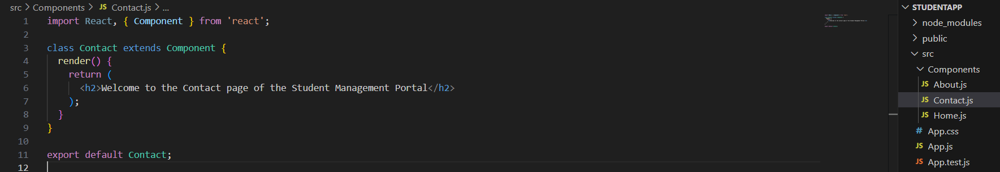 src > Components > JS Contact.js > ...
1 import React, { Component } from 'react';
2
3 class Contact extends Component {
4 render() {
5 return (
6 <h2>Welcome to the Contact page of the Student Management Portal</h2>
7 );
8 }
9 }
10
11 export default Contact;
12
STUDENTAPP
node_modules
public
src
Components
JS About.js
JS Contact.js
JS Home.js
# App.css
JS App.js
JS App.test.js